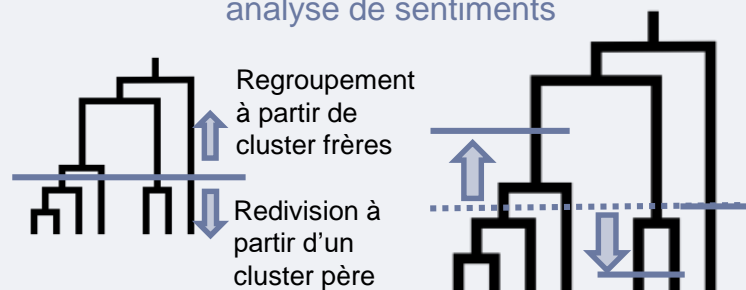 analyse de sentiments
Regroupement
à partir de
cluster frères
Redivision à
partir d'un
cluster père